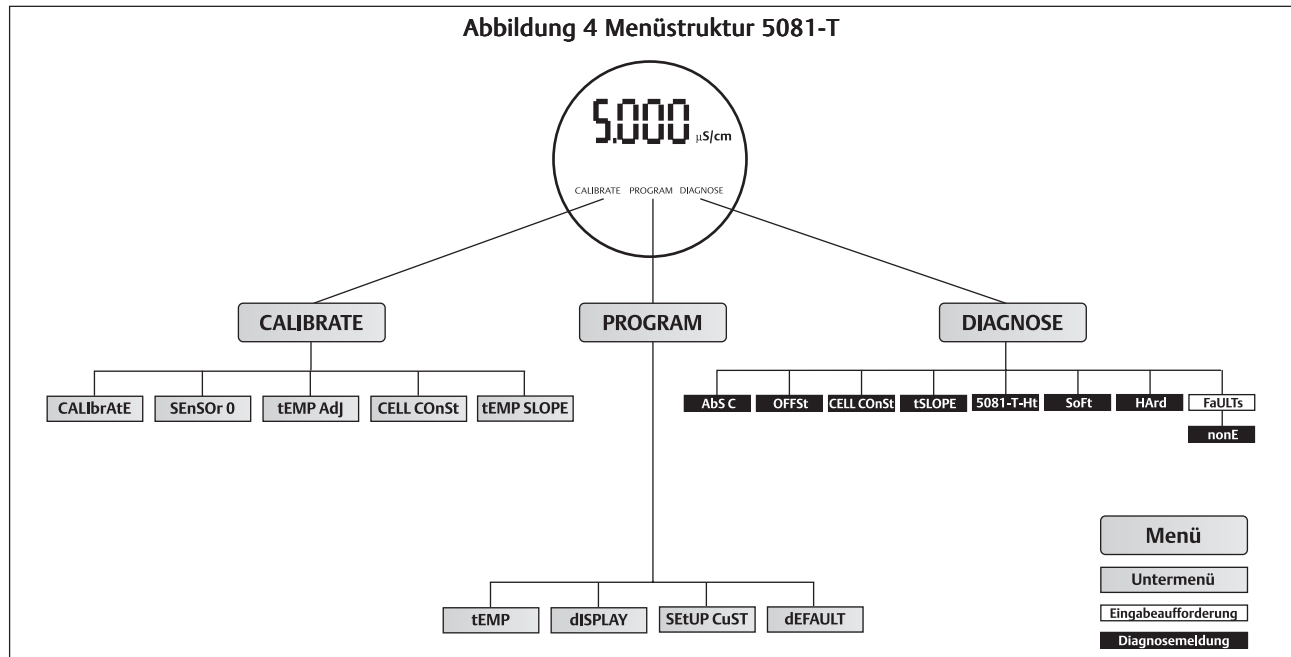 Abbildung 4 Menüstruktur 5081-T
5.000 µS/cm
CALIBRATE PROGRAM DIAGNOSE
CALIBRATE
PROGRAM
DIAGNOSE
CALIbrAtE
SEnSOr 0
tEMP AdJ
CELL COnSt
tEMP SLOPE
AbS C
OFFSt
CELL COnSt
tSLOPE
5081-T-Ht
SoFt
HArd
FaULTs
nonE
tEMP
dISPLAY
SEtUP CuST
dEFAULT
Menü
Untermenü
Eingabeaufforderung
Diagnosemeldung